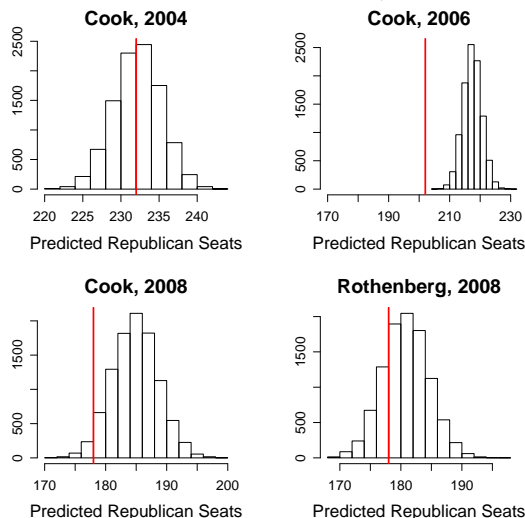 Cook, 2004
0
500
1500
2500
220 225 230 235 240
Predicted Republican Seats
Cook, 2006
0
500
1500
2500
170 190 210 230
Predicted Republican Seats
Cook, 2008
0
500
1500
170 180 190 200
Predicted Republican Seats
Rothenberg, 2008
0
500
1500
170 180 190
Predicted Republican Seats